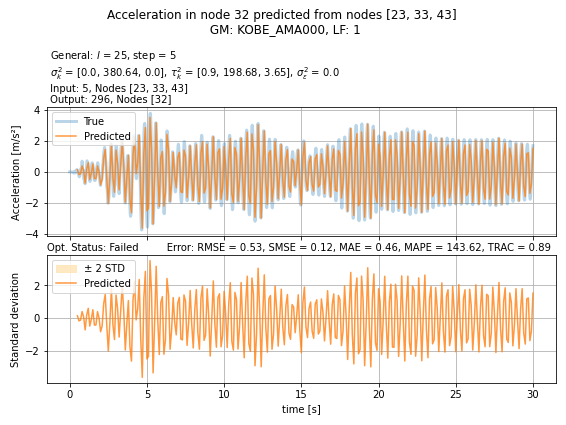 Acceleration in node 32 predicted from nodes [23, 33, 43]
GM: KOBE_AMA000, LF: 1
General: l = 25, step = 5
σ²ₖ = [0.0, 380.64, 0.0], τ²ₖ = [0.9, 198.68, 3.65], σ²ₑ = 0.0
Input: 5, Nodes [23, 33, 43]
Output: 296, Nodes [32]
4
2
0
−2
−4
Acceleration [m/s²]
True
Predicted
Opt. Status: Failed
Error: RMSE = 0.53, SMSE = 0.12, MAE = 0.46, MAPE = 143.62, TRAC = 0.89
2
0
−2
Standard deviation
± 2 STD
Predicted
0 5 10 15 20 25 30
time [s]